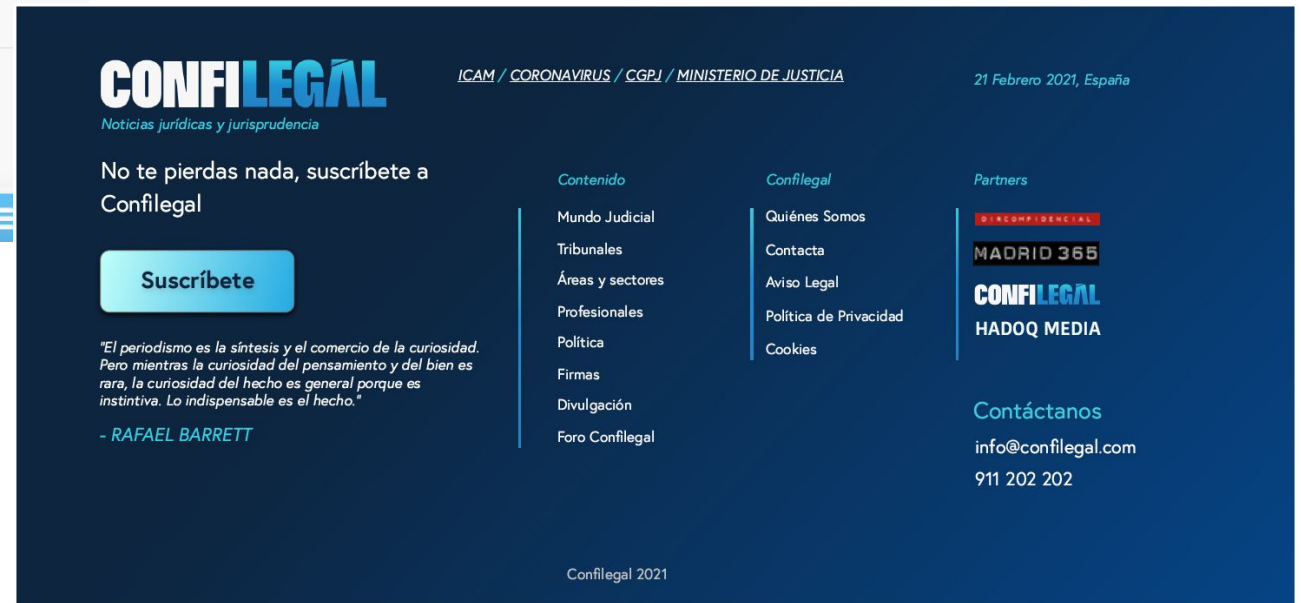 CONFILEGAL
Noticias jurídicas y jurisprudencia
ICAM / CORONAVIRUS / CGPJ / MINISTERIO DE JUSTICIA
21 Febrero 2021, España
No te pierdas nada, suscríbete a
Confilegal
Suscríbete
"El periodismo es la síntesis y el comercio de la curiosidad.
Pero mientras la curiosidad del pensamiento y del bien es
rara, la curiosidad del hecho es general porque es
instintiva. Lo indispensable es el hecho."
- RAFAEL BARRETT
Contenido
Mundo Judicial
Tribunales
Áreas y sectores
Profesionales
Política
Firmas
Divulgación
Foro Confilegal
Confilegal
Quiénes Somos
Contacta
Aviso Legal
Política de Privacidad
Cookies
Partners
DIRCOMFIDENCIAL
MADRID 365
CONFILEGAL
HADOQ MEDIA
Contáctanos
info@confilegal.com
911 202 202
Confilegal 2021